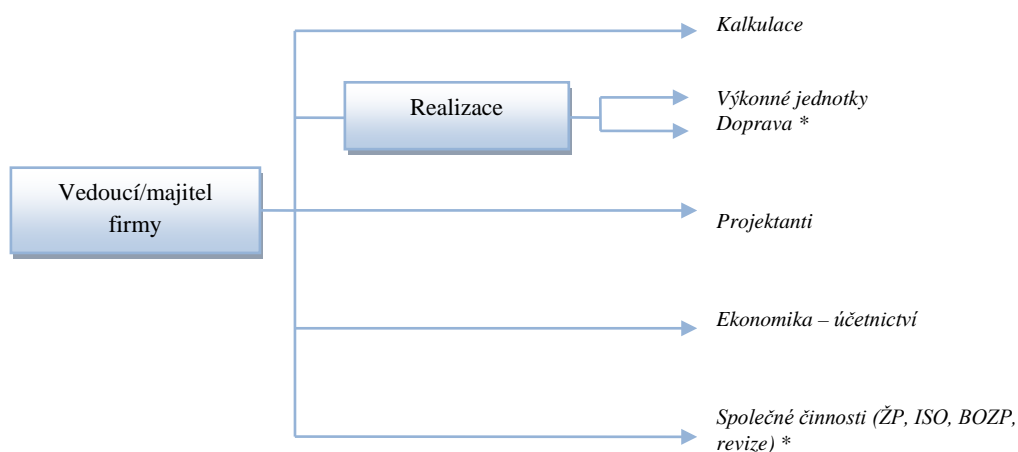 Kalkulace
Realizace
Výkonné jednotky
Doprava *
Vedoucí/majitel
firmy
Projektanti
Ekonomika – účetnictví
Společné činnosti (ŽP, ISO, BOZP,
revize) *